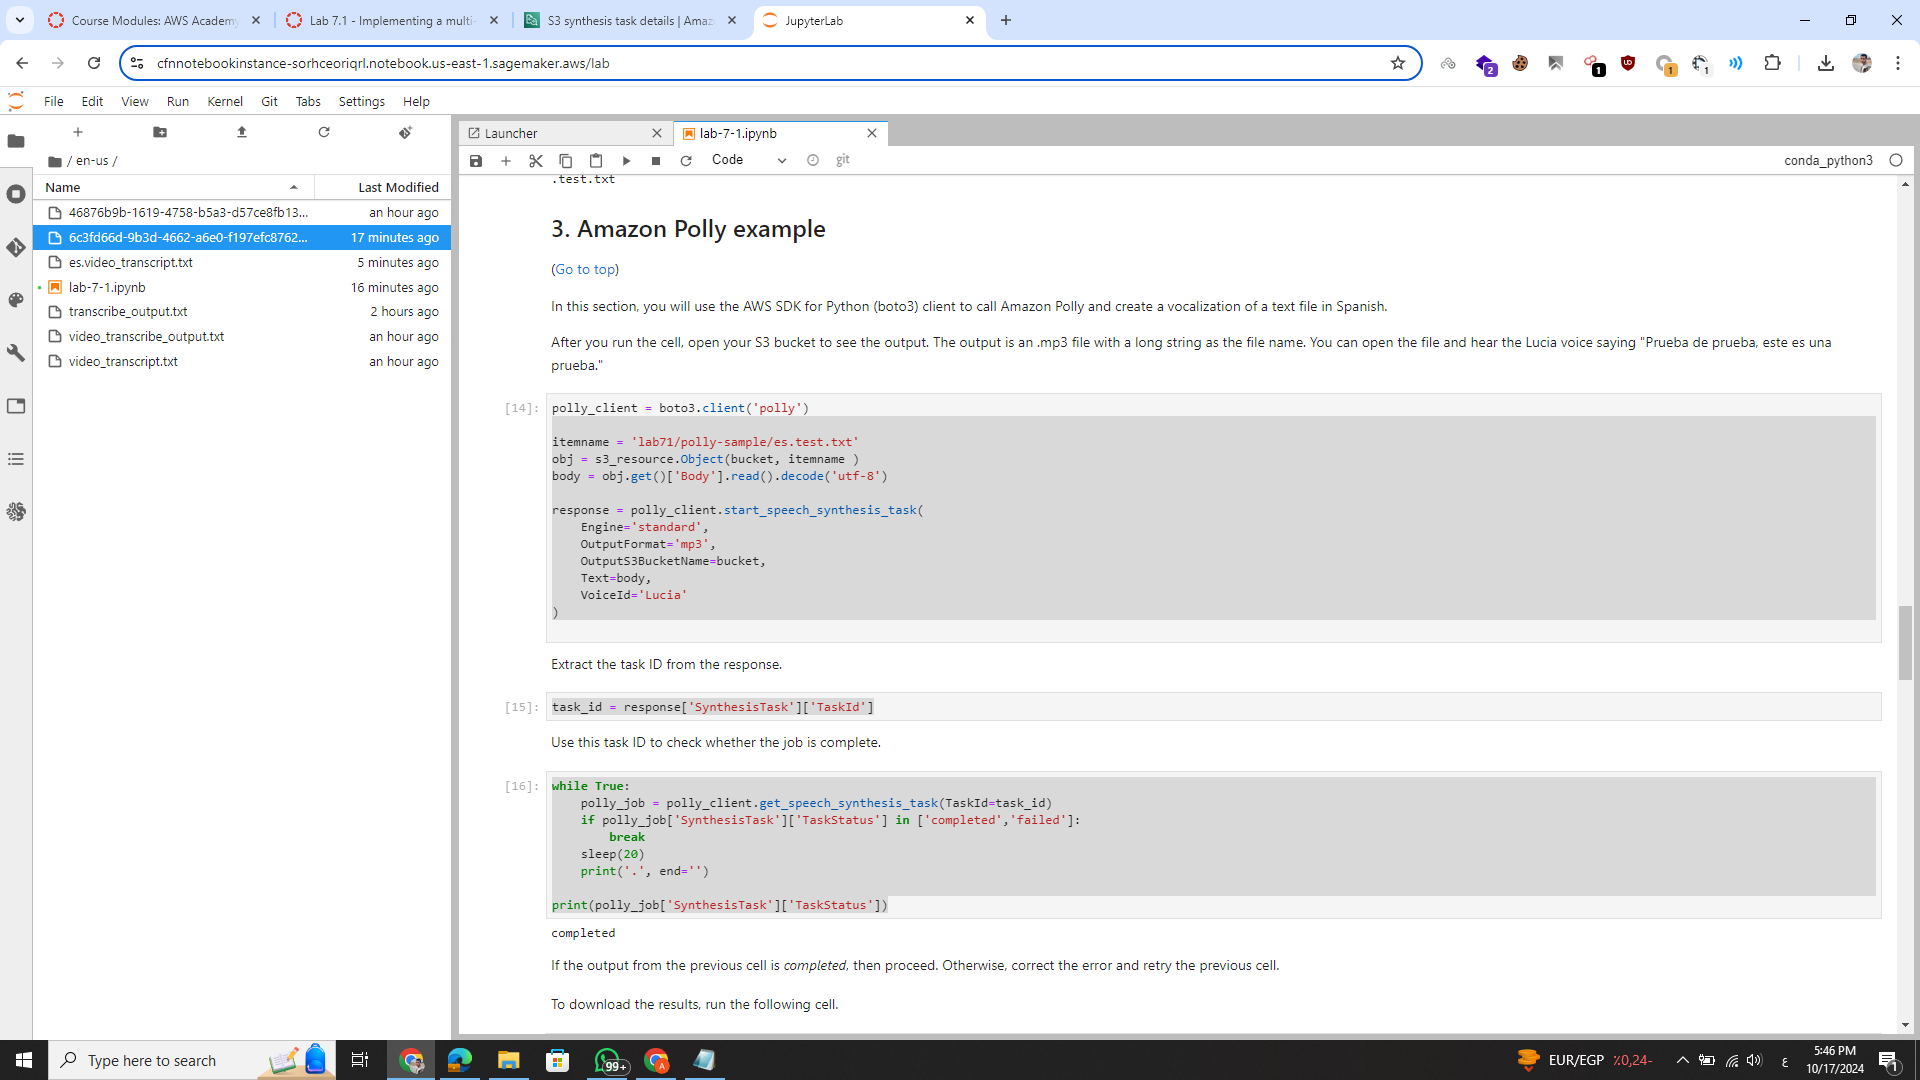 Course Modules: AWS Academy
Lab 7.1 - Implementing a multi-
S3 synthesis task details | Amaz
JupyterLab
cfnnotebookinstance-sorhceoriqrl.notebook.us-east-1.sagemaker.aws/lab
2
1
1
1
File Edit View Run Kernel Git Tabs Settings Help
Launcher
lab-7-1.ipynb
/ en-us /
Code
git
conda_python3
Name Last Modified
46876b9b-1619-4758-b5a3-d57ce8fb13... an hour ago
6c3fd66d-9b3d-4662-a6e0-f197efc8762... 17 minutes ago
es.video_transcript.txt 5 minutes ago
lab-7-1.ipynb 16 minutes ago
transcribe_output.txt 2 hours ago
video_transcribe_output.txt an hour ago
video_transcript.txt an hour ago
.test.txt
3. Amazon Polly example
(Go to top)
In this section, you will use the AWS SDK for Python (boto3) client to call Amazon Polly and create a vocalization of a text file in Spanish.
After you run the cell, open your S3 bucket to see the output. The output is an .mp3 file with a long string as the file name. You can open the file and hear the Lucia voice saying "Prueba de prueba, este es una
prueba."
[14]: polly_client = boto3.client('polly')
itemname = 'lab71/polly-sample/es.test.txt'
obj = s3_resource.Object(bucket, itemname )
body = obj.get()['Body'].read().decode('utf-8')
response = polly_client.start_speech_synthesis_task(
Engine='standard',
OutputFormat='mp3',
OutputS3BucketName=bucket,
Text=body,
VoiceId='Lucia'
)
Extract the task ID from the response.
[15]: task_id = response['SynthesisTask']['TaskId']
Use this task ID to check whether the job is complete.
[16]: while True:
polly_job = polly_client.get_speech_synthesis_task(TaskId=task_id)
if polly_job['SynthesisTask']['TaskStatus'] in ['completed','failed']:
break
sleep(20)
print('.', end='')
print(polly_job['SynthesisTask']['TaskStatus'])
completed
If the output from the previous cell is completed, then proceed. Otherwise, correct the error and retry the previous cell.
To download the results, run the following cell.
Type here to search
99+
A
EUR/EGP ٪0,24-
ع
5:46 PM
10/17/2024
1